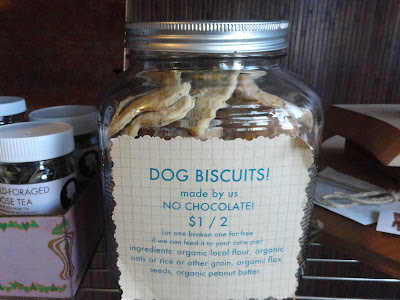 DOG BISCUITS!
made by us
NO CHOCOLATE!
$1 / 2
(or one broken one for free
if we can feed it to your cutie pie)
ingredients: organic local flour, organic
oats or rice or other grain, organic flax
seeds, organic peanut butter.
LD-FORAGED
OSE TEA